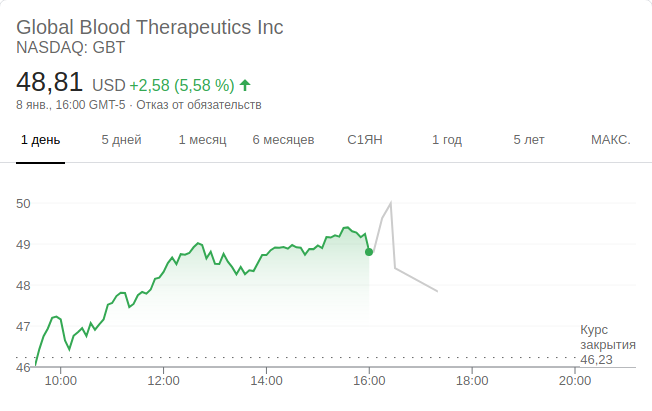 Global Blood Therapeutics Inc
NASDAQ: GBT
48,81 USD +2,58 (5,58 %)
8 янв., 16:00 GMT-5 · Отказ от обязательств
1 день 5 дней 1 месяц 6 месяцев С1ЯН 1 год 5 лет МАКС.
50
49
48
47
Курс
закрытия
46,23
46
10:00 12:00 14:00 16:00 18:00 20:00